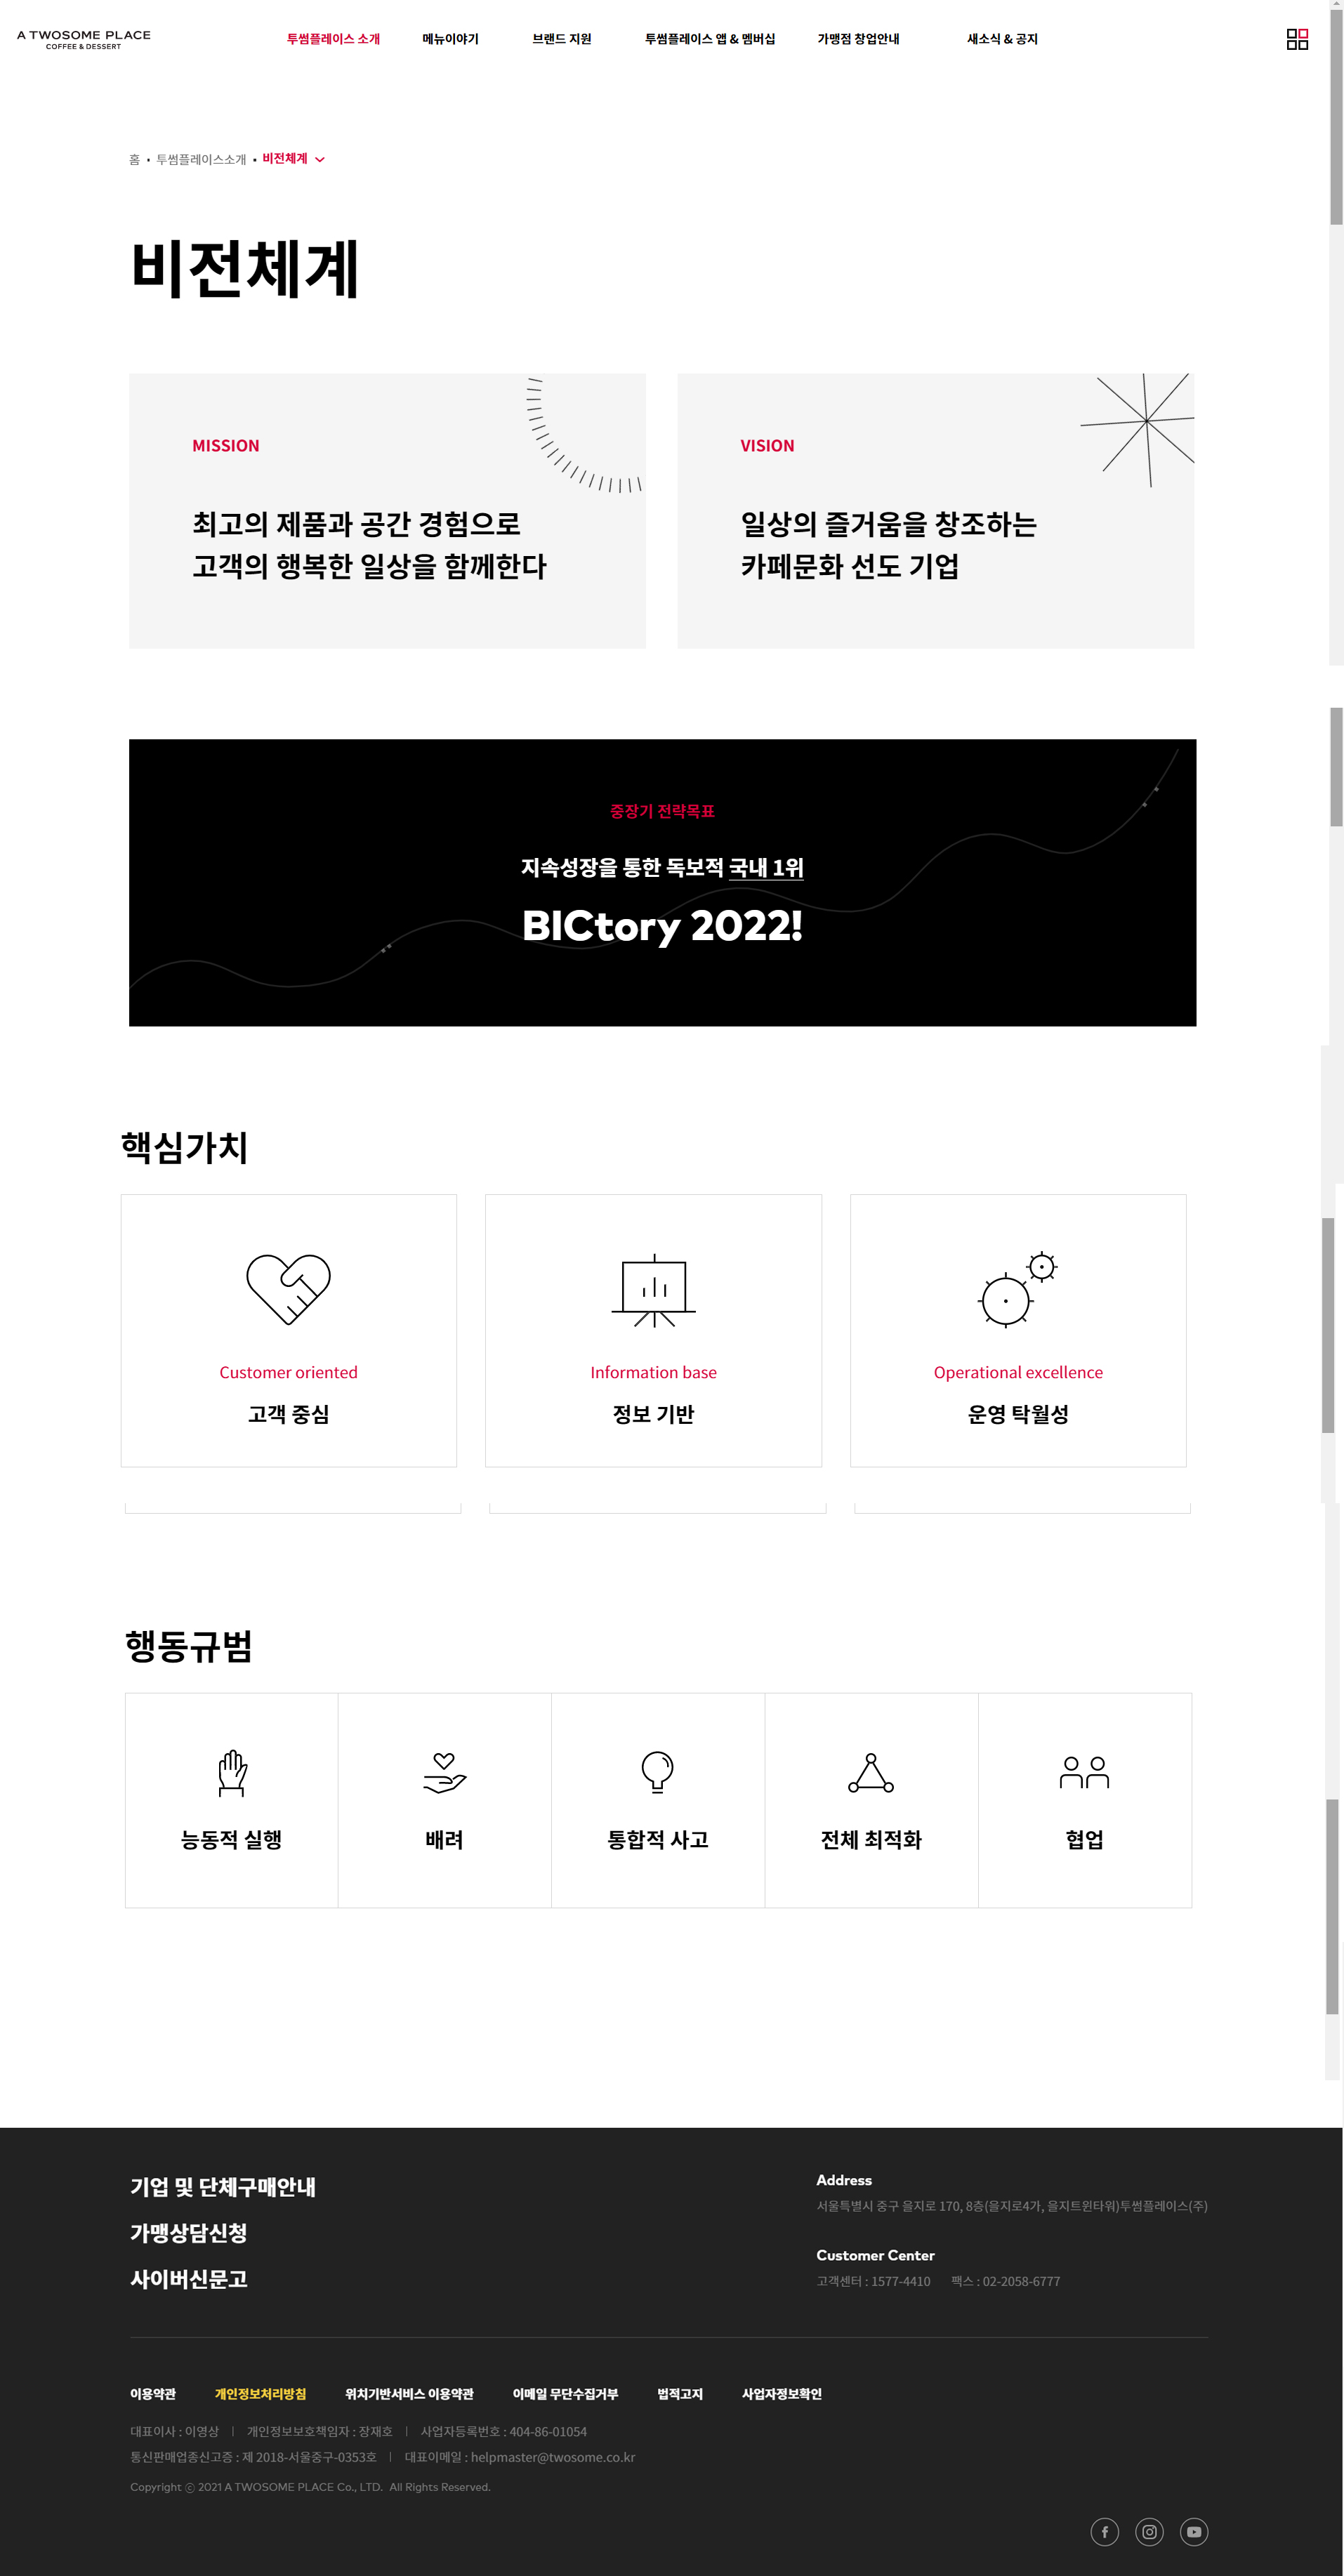 A TWOSOME PLACE
COFFEE & DESSERT
투썸플레이스 소개
메뉴이야기
브랜드 지원
투썸플레이스 앱 & 멤버십
가맹점 창업안내
새소식 & 공지
홈 • 투썸플레이스소개 • 비전체계
비전체계
MISSION
최고의 제품과 공간 경험으로
고객의 행복한 일상을 함께한다
VISION
일상의 즐거움을 창조하는
카페문화 선도 기업
중장기 전략목표
지속성장을 통한 독보적 국내 1위
BICtory 2022!
핵심가치
Customer oriented
고객 중심
Information base
정보 기반
Operational excellence
운영 탁월성
행동규범
능동적 실행
배려
통합적 사고
전체 최적화
협업
기업 및 단체구매안내
가맹상담신청
사이버신문고
Address
서울특별시 중구 을지로 170, 8층(을지로4가, 을지트윈타워)투썸플레이스(주)
Customer Center
고객센터 : 1577-4410 팩스 : 02-2058-6777
이용약관 개인정보처리방침 위치기반서비스 이용약관 이메일 무단수집거부 법적고지 사업자정보확인
대표이사 : 이영상 | 개인정보보호책임자 : 장재호 | 사업자등록번호 : 404-86-01054
통신판매업종신고증 : 제 2018-서울중구-0353호 | 대표이메일 : helpmaster@twosome.co.kr
Copyright ⓒ 2021 A TWOSOME PLACE Co., LTD. All Rights Reserved.